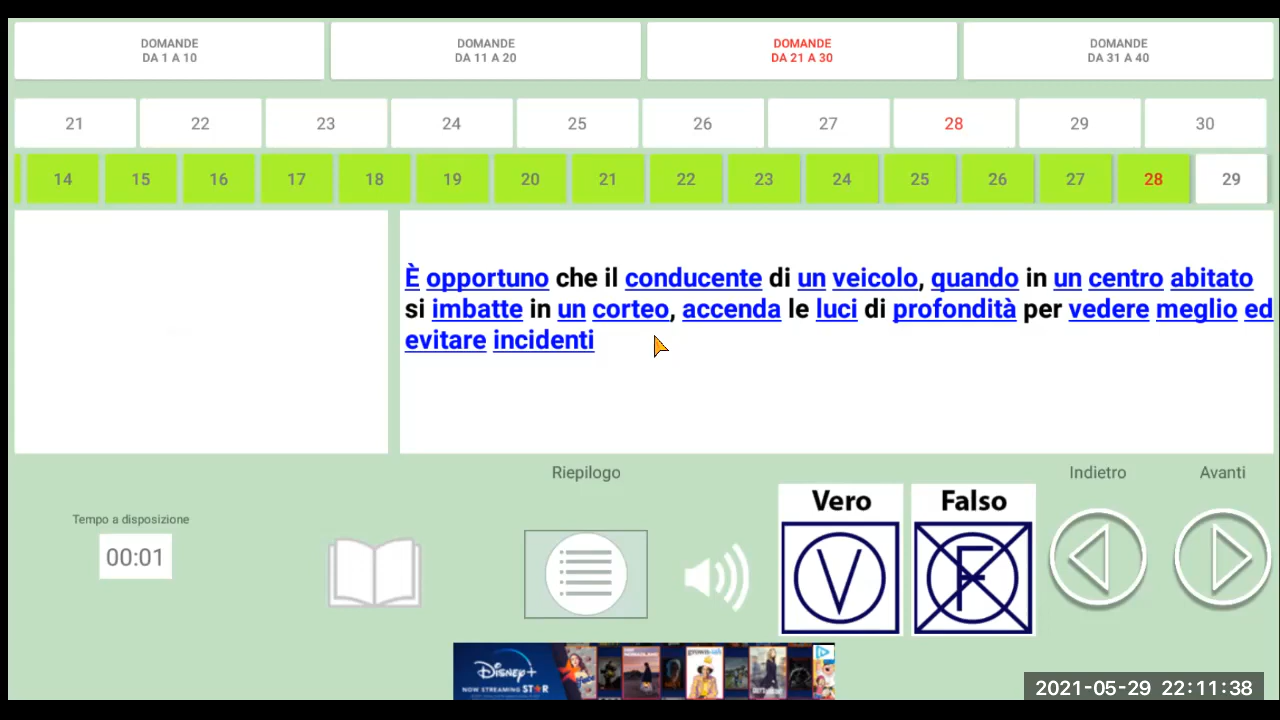 DOMANDE
DA 1 A 10
DOMANDE
DA 11 A 20
DOMANDE
DA 21 A 30
DOMANDE
DA 31 A 40
21 22 23 24 25 26 27 28 29 30
14 15 16 17 18 19 20 21 22 23 24 25 26 27 28 29
È opportuno che il conducente di un veicolo, quando in un centro abitato
si imbatte in un corteo, accenda le luci di profondità per vedere meglio ed
evitare incidenti
Riepilogo
Indietro
Avanti
Tempo a disposizione
00:01
Vero
Falso
V
F
Disney+
NOW STREAMING STAR
2021-05-29 22:11:38